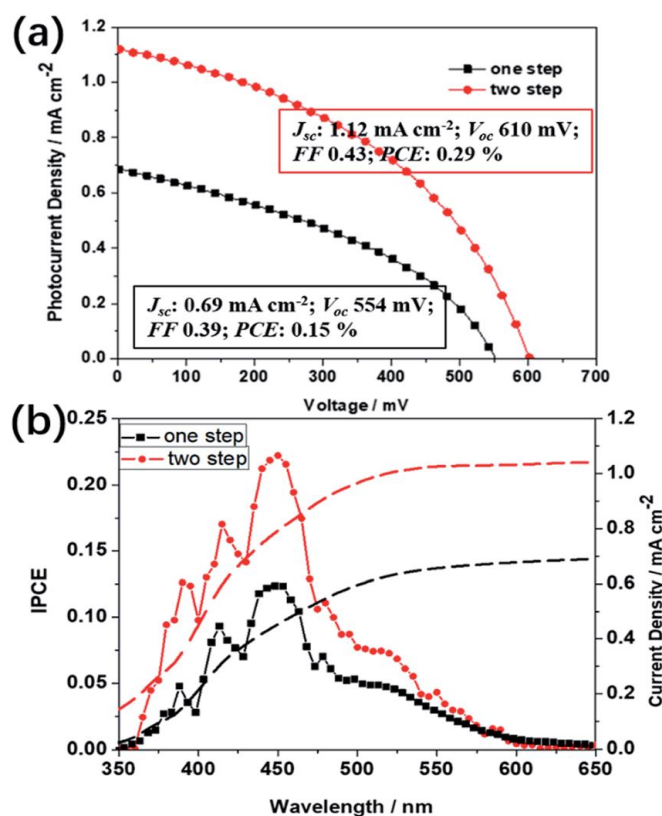 (a)
1.2
1.0
0.8
0.6
0.4
0.2
0.0
Photocurrent Density / mA cm⁻²
one step
two step
Jsc: 1.12 mA cm⁻²; Voc 610 mV;
FF 0.43; PCE: 0.29 %
Jsc: 0.69 mA cm⁻²; Voc 554 mV;
FF 0.39; PCE: 0.15 %
0 100 200 300 400 500 600 700
Voltage / mV
(b)
0.25
0.20
0.15
0.10
0.05
0.00
IPCE
one step
two step
1.2
1.0
0.8
0.6
0.4
0.2
0.0
Current Density / mA cm⁻²
350 400 450 500 550 600 650
Wavelength / nm